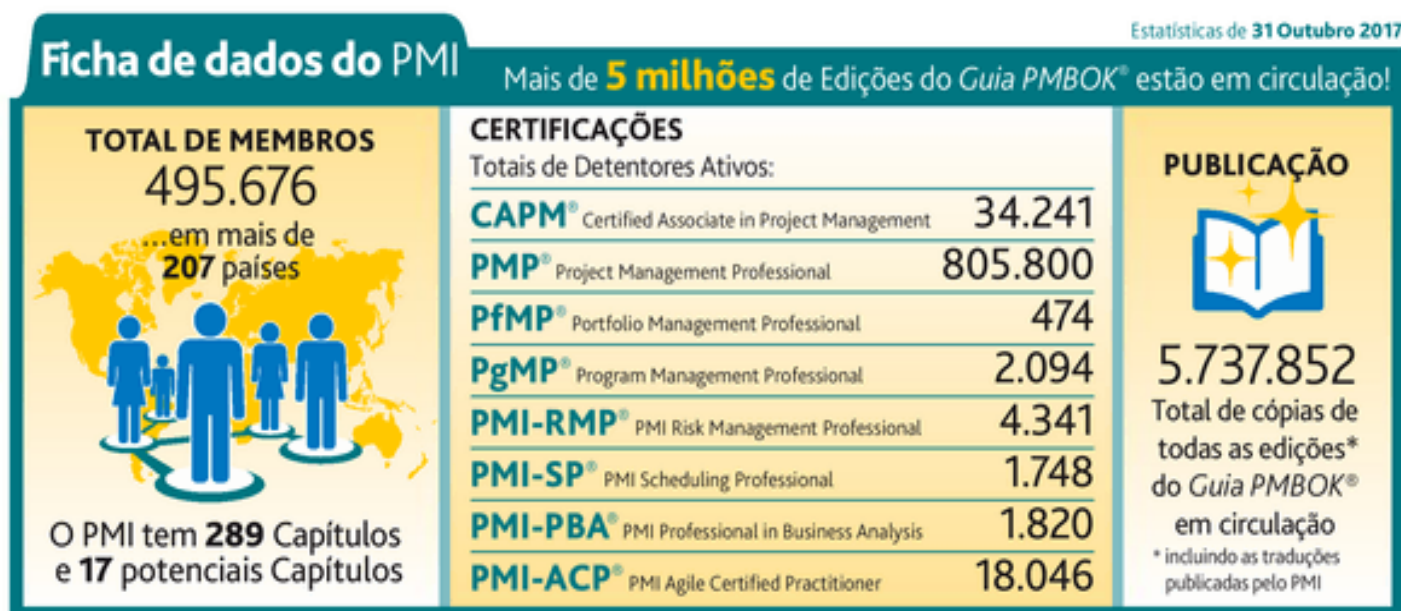 Estatísticas de 31 Outubro 2017
Ficha de dados do PMI
Mais de 5 milhões de Edições do Guia PMBOK® estão em circulação!
TOTAL DE MEMBROS
495.676
...em mais de
207 países
O PMI tem 289 Capítulos
e 17 potenciais Capítulos
CERTIFICAÇÕES
Totais de Detentores Ativos:
CAPM® Certified Associate in Project Management 34.241
PMP® Project Management Professional 805.800
PfMP® Portfolio Management Professional 474
PgMP® Program Management Professional 2.094
PMI-RMP® PMI Risk Management Professional 4.341
PMI-SP® PMI Scheduling Professional 1.748
PMI-PBA® PMI Professional in Business Analysis 1.820
PMI-ACP® PMI Agile Certified Practitioner 18.046
PUBLICAÇÃO
5.737.852
Total de cópias de
todas as edições*
do Guia PMBOK®
em circulação
* incluindo as traduções
publicadas pelo PMI